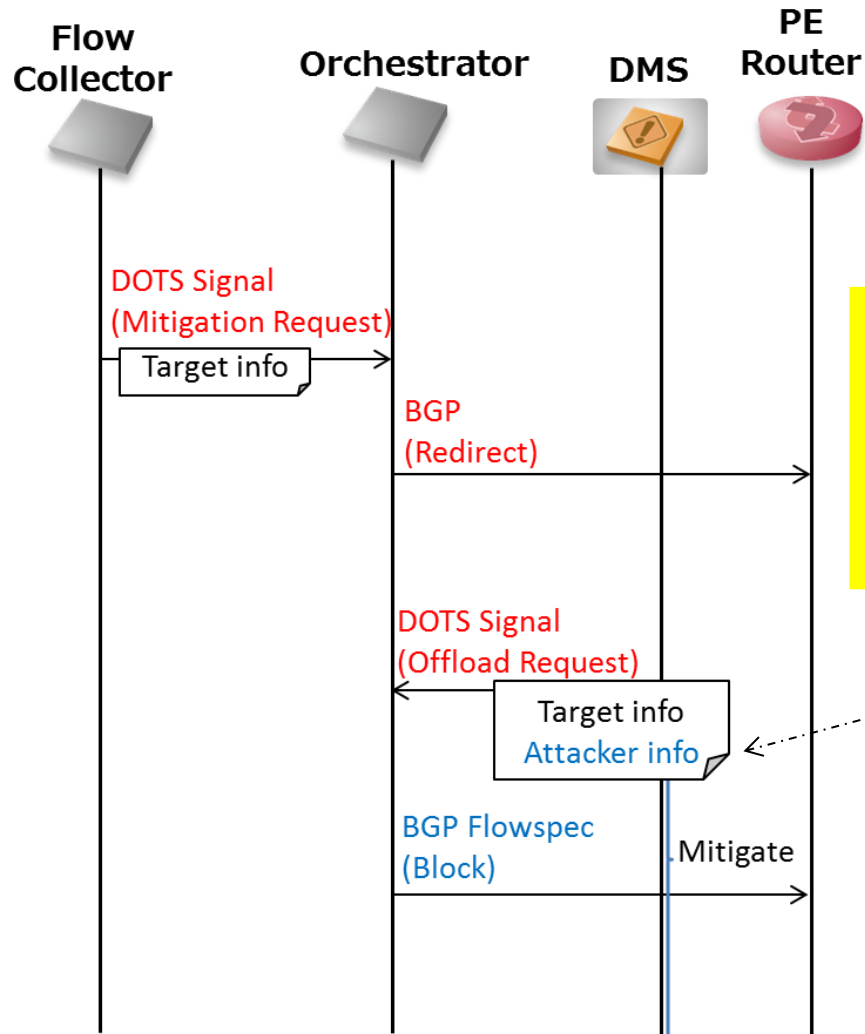 Flow
Collector
Orchestrator
DMS
PE
Router
DOTS Signal
(Mitigation Request)
Target info
BGP
(Redirect)
DOTS Signal
(Offload Request)
Target info
Attacker info
BGP Flowspec
(Block)
Mitigate